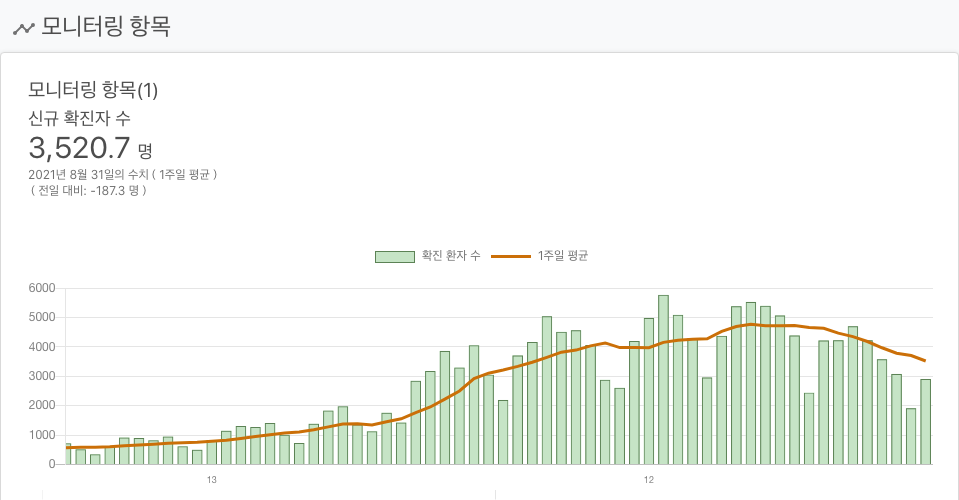 모니터링 항목
모니터링 항목(1)
신규 확진자 수
3,520.7 명
2021년 8월 31일의 수치 ( 1주일 평균 )
( 전일 대비: -187.3 명 )
확진 환자 수 1주일 평균
6000
5000
4000
3000
2000
1000
0
13 12